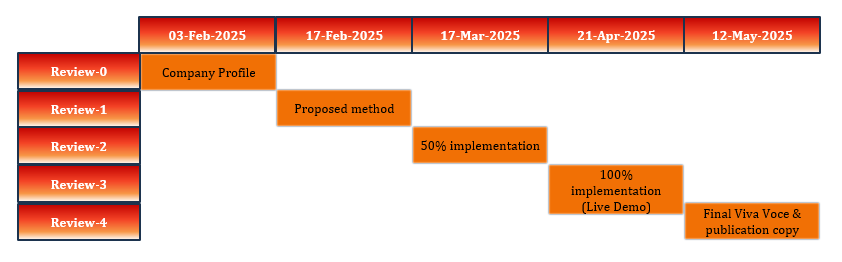 03-Feb-2025 17-Feb-2025 17-Mar-2025 21-Apr-2025 12-May-2025
Review-0 Company Profile
Review-1 Proposed method
Review-2 50% implementation
Review-3 100%
implementation
(Live Demo)
Review-4 Final Viva Voce &
publication copy